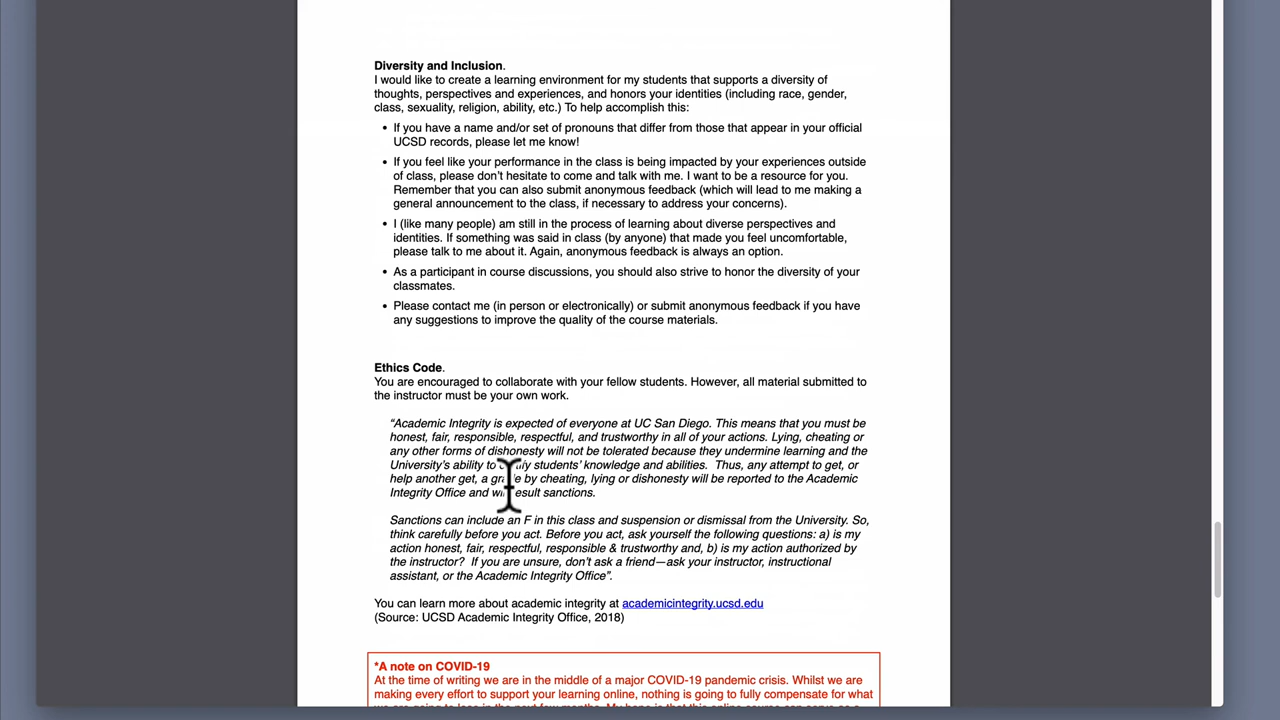 Diversity and Inclusion.
I would like to create a learning environment for my students that supports a diversity of
thoughts, perspectives and experiences, and honors your identities (including race, gender,
class, sexuality, religion, ability, etc.) To help accomplish this:
• If you have a name and/or set of pronouns that differ from those that appear in your official
UCSD records, please let me know!
• If you feel like your performance in the class is being impacted by your experiences outside
of class, please don’t hesitate to come and talk with me. I want to be a resource for you.
Remember that you can also submit anonymous feedback (which will lead to me making a
general announcement to the class, if necessary to address your concerns).
• I (like many people) am still in the process of learning about diverse perspectives and
identities. If something was said in class (by anyone) that made you feel uncomfortable,
please talk to me about it. Again, anonymous feedback is always an option.
• As a participant in course discussions, you should also strive to honor the diversity of your
classmates.
• Please contact me (in person or electronically) or submit anonymous feedback if you have
any suggestions to improve the quality of the course materials.
Ethics Code.
You are encouraged to collaborate with your fellow students. However, all material submitted to
the instructor must be your own work.
“Academic Integrity is expected of everyone at UC San Diego. This means that you must be
honest, fair, responsible, respectful, and trustworthy in all of your actions. Lying, cheating or
any other forms of dishonesty will not be tolerated because they undermine learning and the
University’s ability to students’ knowledge and abilities. Thus, any attempt to get, or
help another get, a grade by cheating, lying or dishonesty will be reported to the Academic
Integrity Office and will result sanctions.
Sanctions can include an F in this class and suspension or dismissal from the University. So,
think carefully before you act. Before you act, ask yourself the following questions: a) is my
action honest, fair, respectful, responsible & trustworthy and, b) is my action authorized by
the instructor? If you are unsure, don’t ask a friend—ask your instructor, instructional
assistant, or the Academic Integrity Office”.
You can learn more about academic integrity at academicintegrity.ucsd.edu
(Source: UCSD Academic Integrity Office, 2018)
*A note on COVID-19
At the time of writing we are in the middle of a major COVID-19 pandemic crisis. Whilst we are
making every effort to support your learning online, nothing is going to fully compensate for what